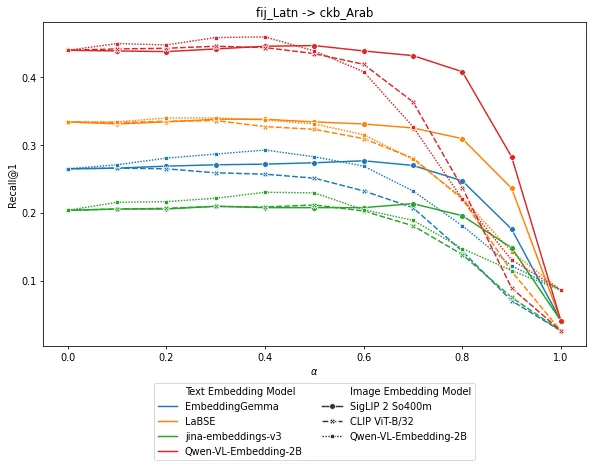 fij_Latn -> ckb_Arab
Recall@1
0.4
0.3
0.2
0.1
0.0 0.2 0.4 0.6 0.8 1.0
α
Text Embedding Model Image Embedding Model
EmbeddingGemma SigLIP 2 So400m
LaBSE CLIP ViT-B/32
jina-embeddings-v3 Qwen-VL-Embedding-2B
Qwen-VL-Embedding-2B